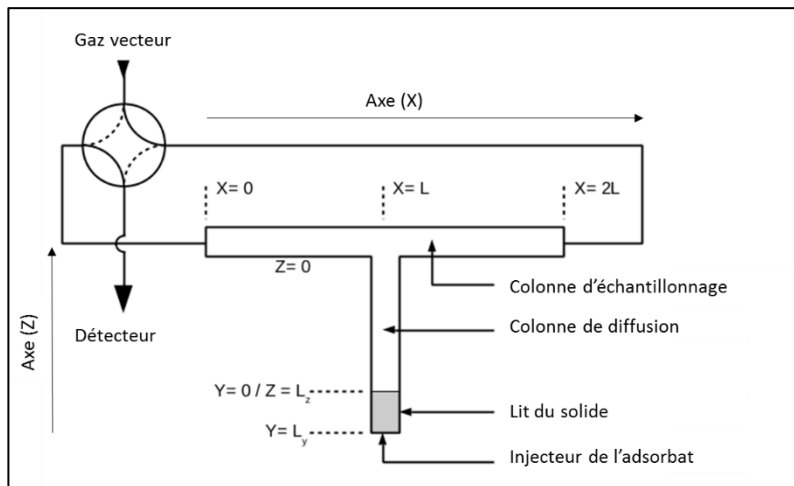 Gaz vecteur
Axe (X)
X= 0
X= L
X= 2L
Z= 0
Colonne d'échantillonnage
Colonne de diffusion
Détecteur
Axe (Z)
Y= 0 / Z = Lz
Lit du solide
Y= Ly
Injecteur de l'adsorbat